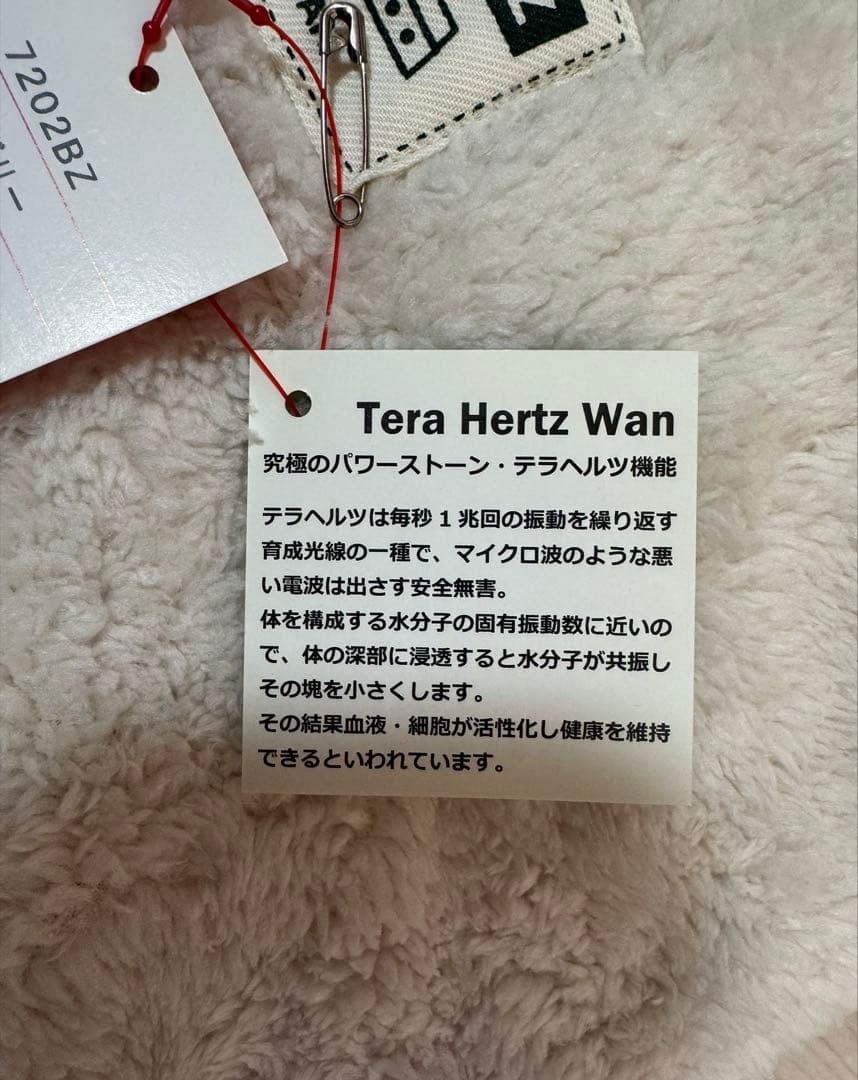 7202BZ
リー
Tera Hertz Wan
究極のパワーストーン・テラヘルツ機能
テラヘルツは毎秒1兆回の振動を繰り返す
育成光線の一種で、マイクロ波のような悪
い電波は出さす安全無害。
体を構成する水分子の固有振動数に近いの
で、体の深部に浸透すると水分子が共振し
その塊を小さくします。
その結果血液・細胞が活性化し健康を維持
できるといわれています。